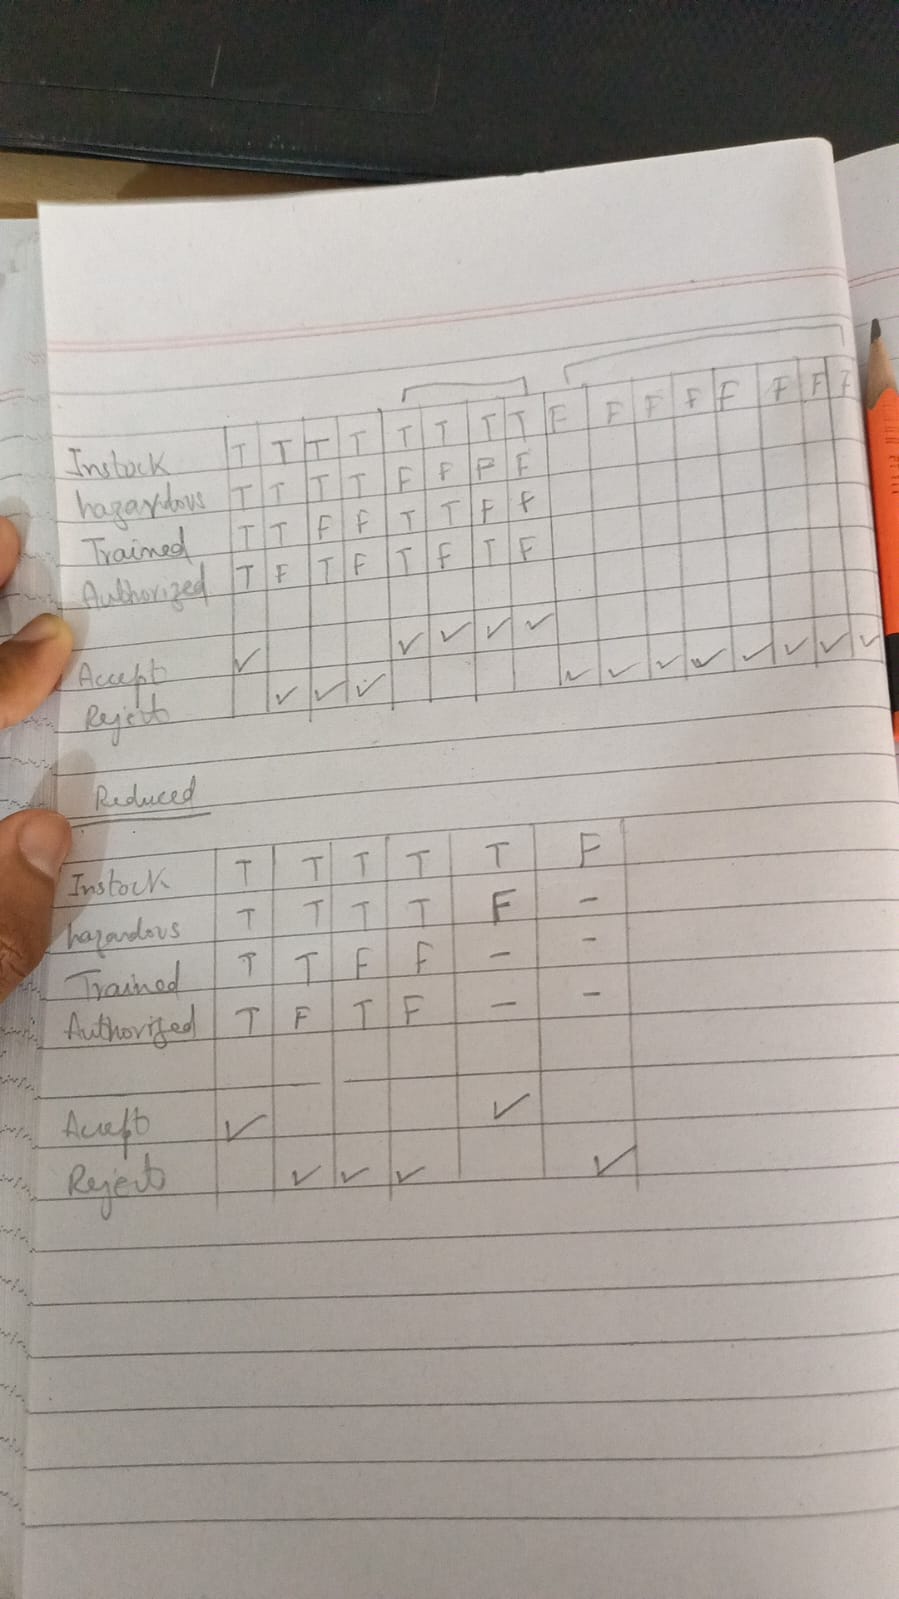 Instock T T T T T T T T F F F F F F F F
hazardous T T T T F F F F
Trained T T F F T T F F
Authorized T F T F T F T F
Accept ✓ ✓ ✓ ✓ ✓
Reject ✓ ✓ ✓ ✓ ✓ ✓ ✓ ✓ ✓ ✓ ✓
Reduced
Instock T T T T T F
hazardous T T T T F -
Trained T T F F - -
Authorized T F T F - -
Accept ✓ ✓
Reject ✓ ✓ ✓ ✓